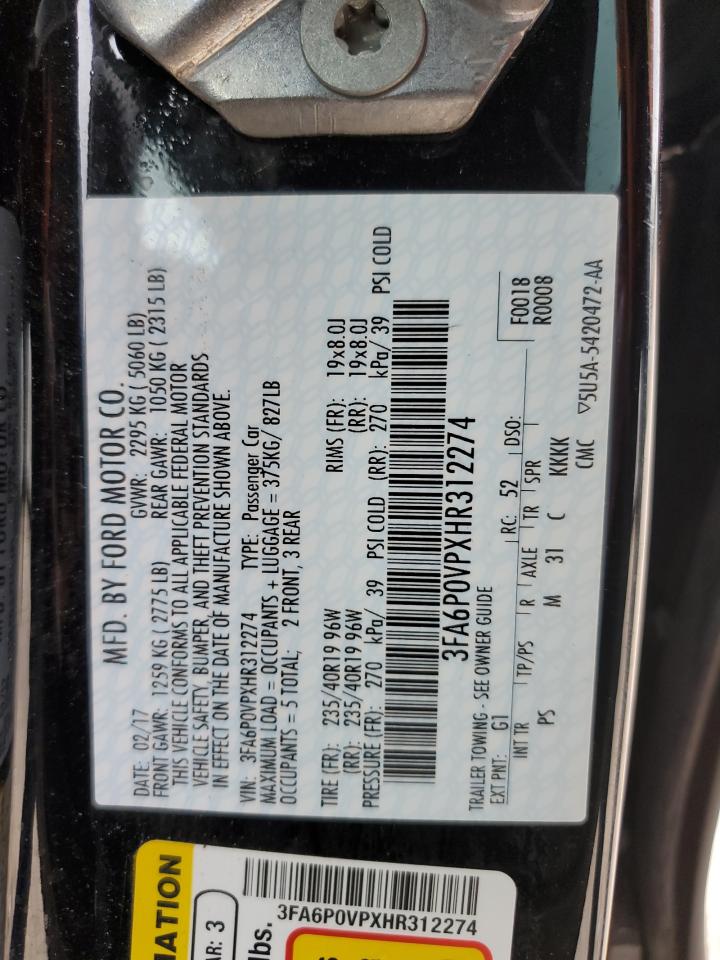 MFD. BY FORD MOTOR CO.
DATE: 02/17 GVWR: 2295 KG ( 5060 LB)
FRONT GAWR: 1259 KG ( 2775 LB) REAR GAWR: 1050 KG ( 2315 LB)
THIS VEHICLE CONFORMS TO ALL APPLICABLE FEDERAL MOTOR
VEHICLE SAFETY, BUMPER, AND THEFT PREVENTION STANDARDS
IN EFFECT ON THE DATE OF MANUFACTURE SHOWN ABOVE.
VIN: 3FA6P0VPXHR312274 TYPE: Passenger Car
MAXIMUM LOAD = OCCUPANTS + LUGGAGE = 375KG/ 827LB
OCCUPANTS = 5 TOTAL; 2 FRONT, 3 REAR
TIRE (FR): 235/40R19 96W RIMS (FR): 19x8.0J
(RR): 235/40R19 96W (RR): 19x8.0J
PRESSURE (FR): 270 kPa/ 39 PSI COLD (RR): 270 kPa/ 39 PSI COLD
3FA6P0VPXHR312274
TRAILER TOWING - SEE OWNER GUIDE
EXT PNT: G1 RC: 52 DSO: F0018
R0008
INT TR TP/PS R AXLE TR SPR
PS M 31 C KKKK
CMC ▽5U5A-5420472-AA
MATION
AR: 3
lbs.
3FA6P0VPXHR312274